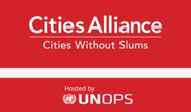 Cities Alliance
Cities Without Slums
Hosted by
UNOPS